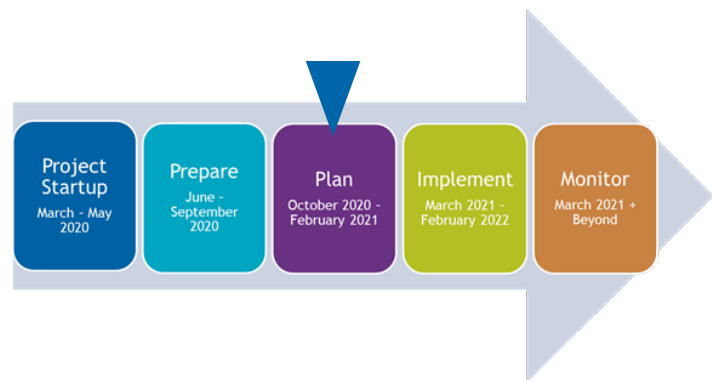 Project
Startup
March – May
2020
Prepare
June –
September
2020
Plan
October 2020 –
February 2021
Implement
March 2021 –
February 2022
Monitor
March 2021 +
Beyond